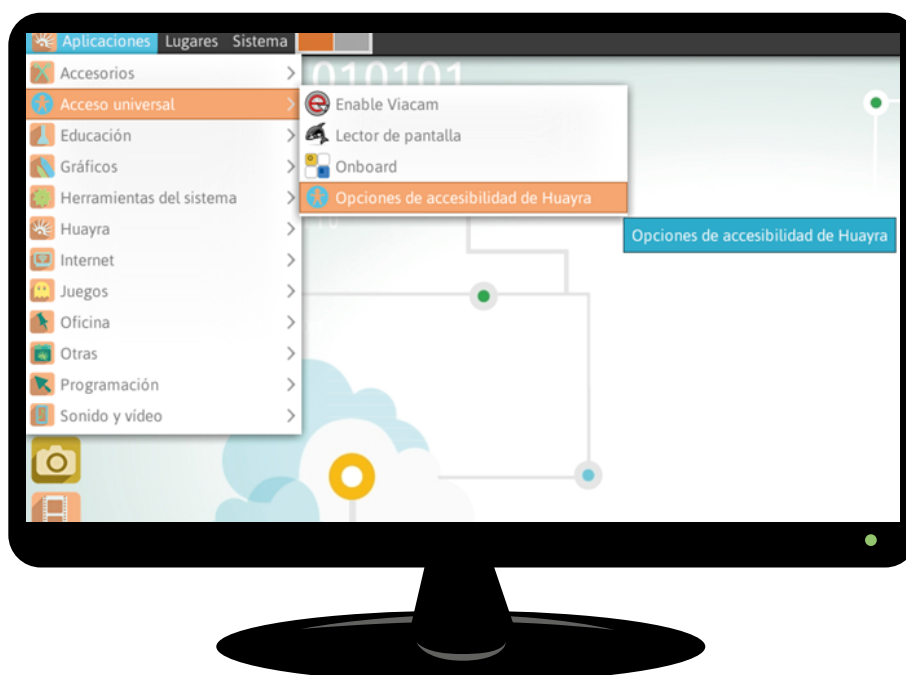 Aplicaciones Lugares Sistema
010101
Accesorios
Acceso universal
Educación
Gráficos
Herramientas del sistema
Huayra
Internet
Juegos
Oficina
Otras
Programación
Sonido y vídeo
Enable Viacam
Lector de pantalla
Onboard
Opciones de accesibilidad de Huayra
Opciones de accesibilidad de Huayra